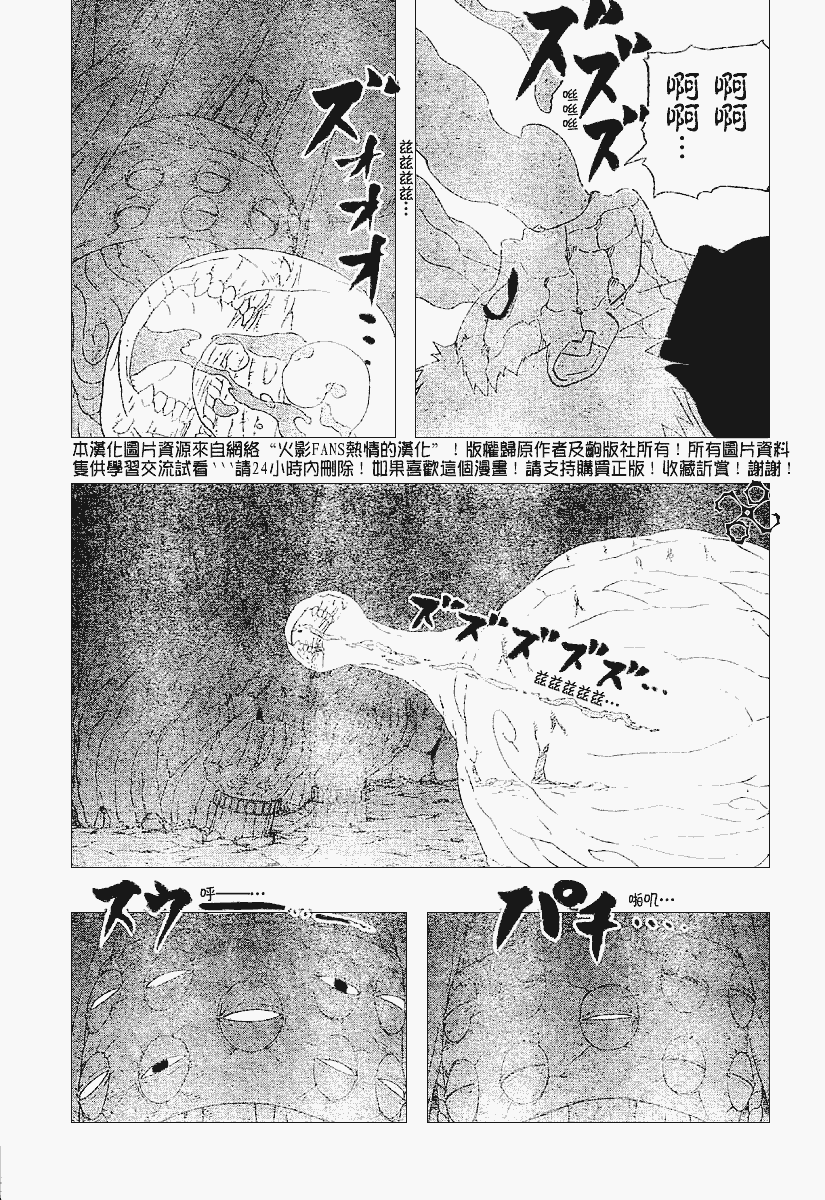 啊啊
啊啊…
ズズズ
嗞嗞嗞
ズオオオ…
茲茲茲茲…
本漢化圖片資源來自網絡“火影FANS熱情的漢化”！版權歸原作者及齣版社所有！所有圖片資料
隻供學習交流試看```請24小時內刪除！如果喜歡這個漫畫！請支持購買正版！收藏訢賞！謝謝！
ズズズズズ…
茲茲茲茲茲…
パチ
啪嘰…
スウ
呼——…